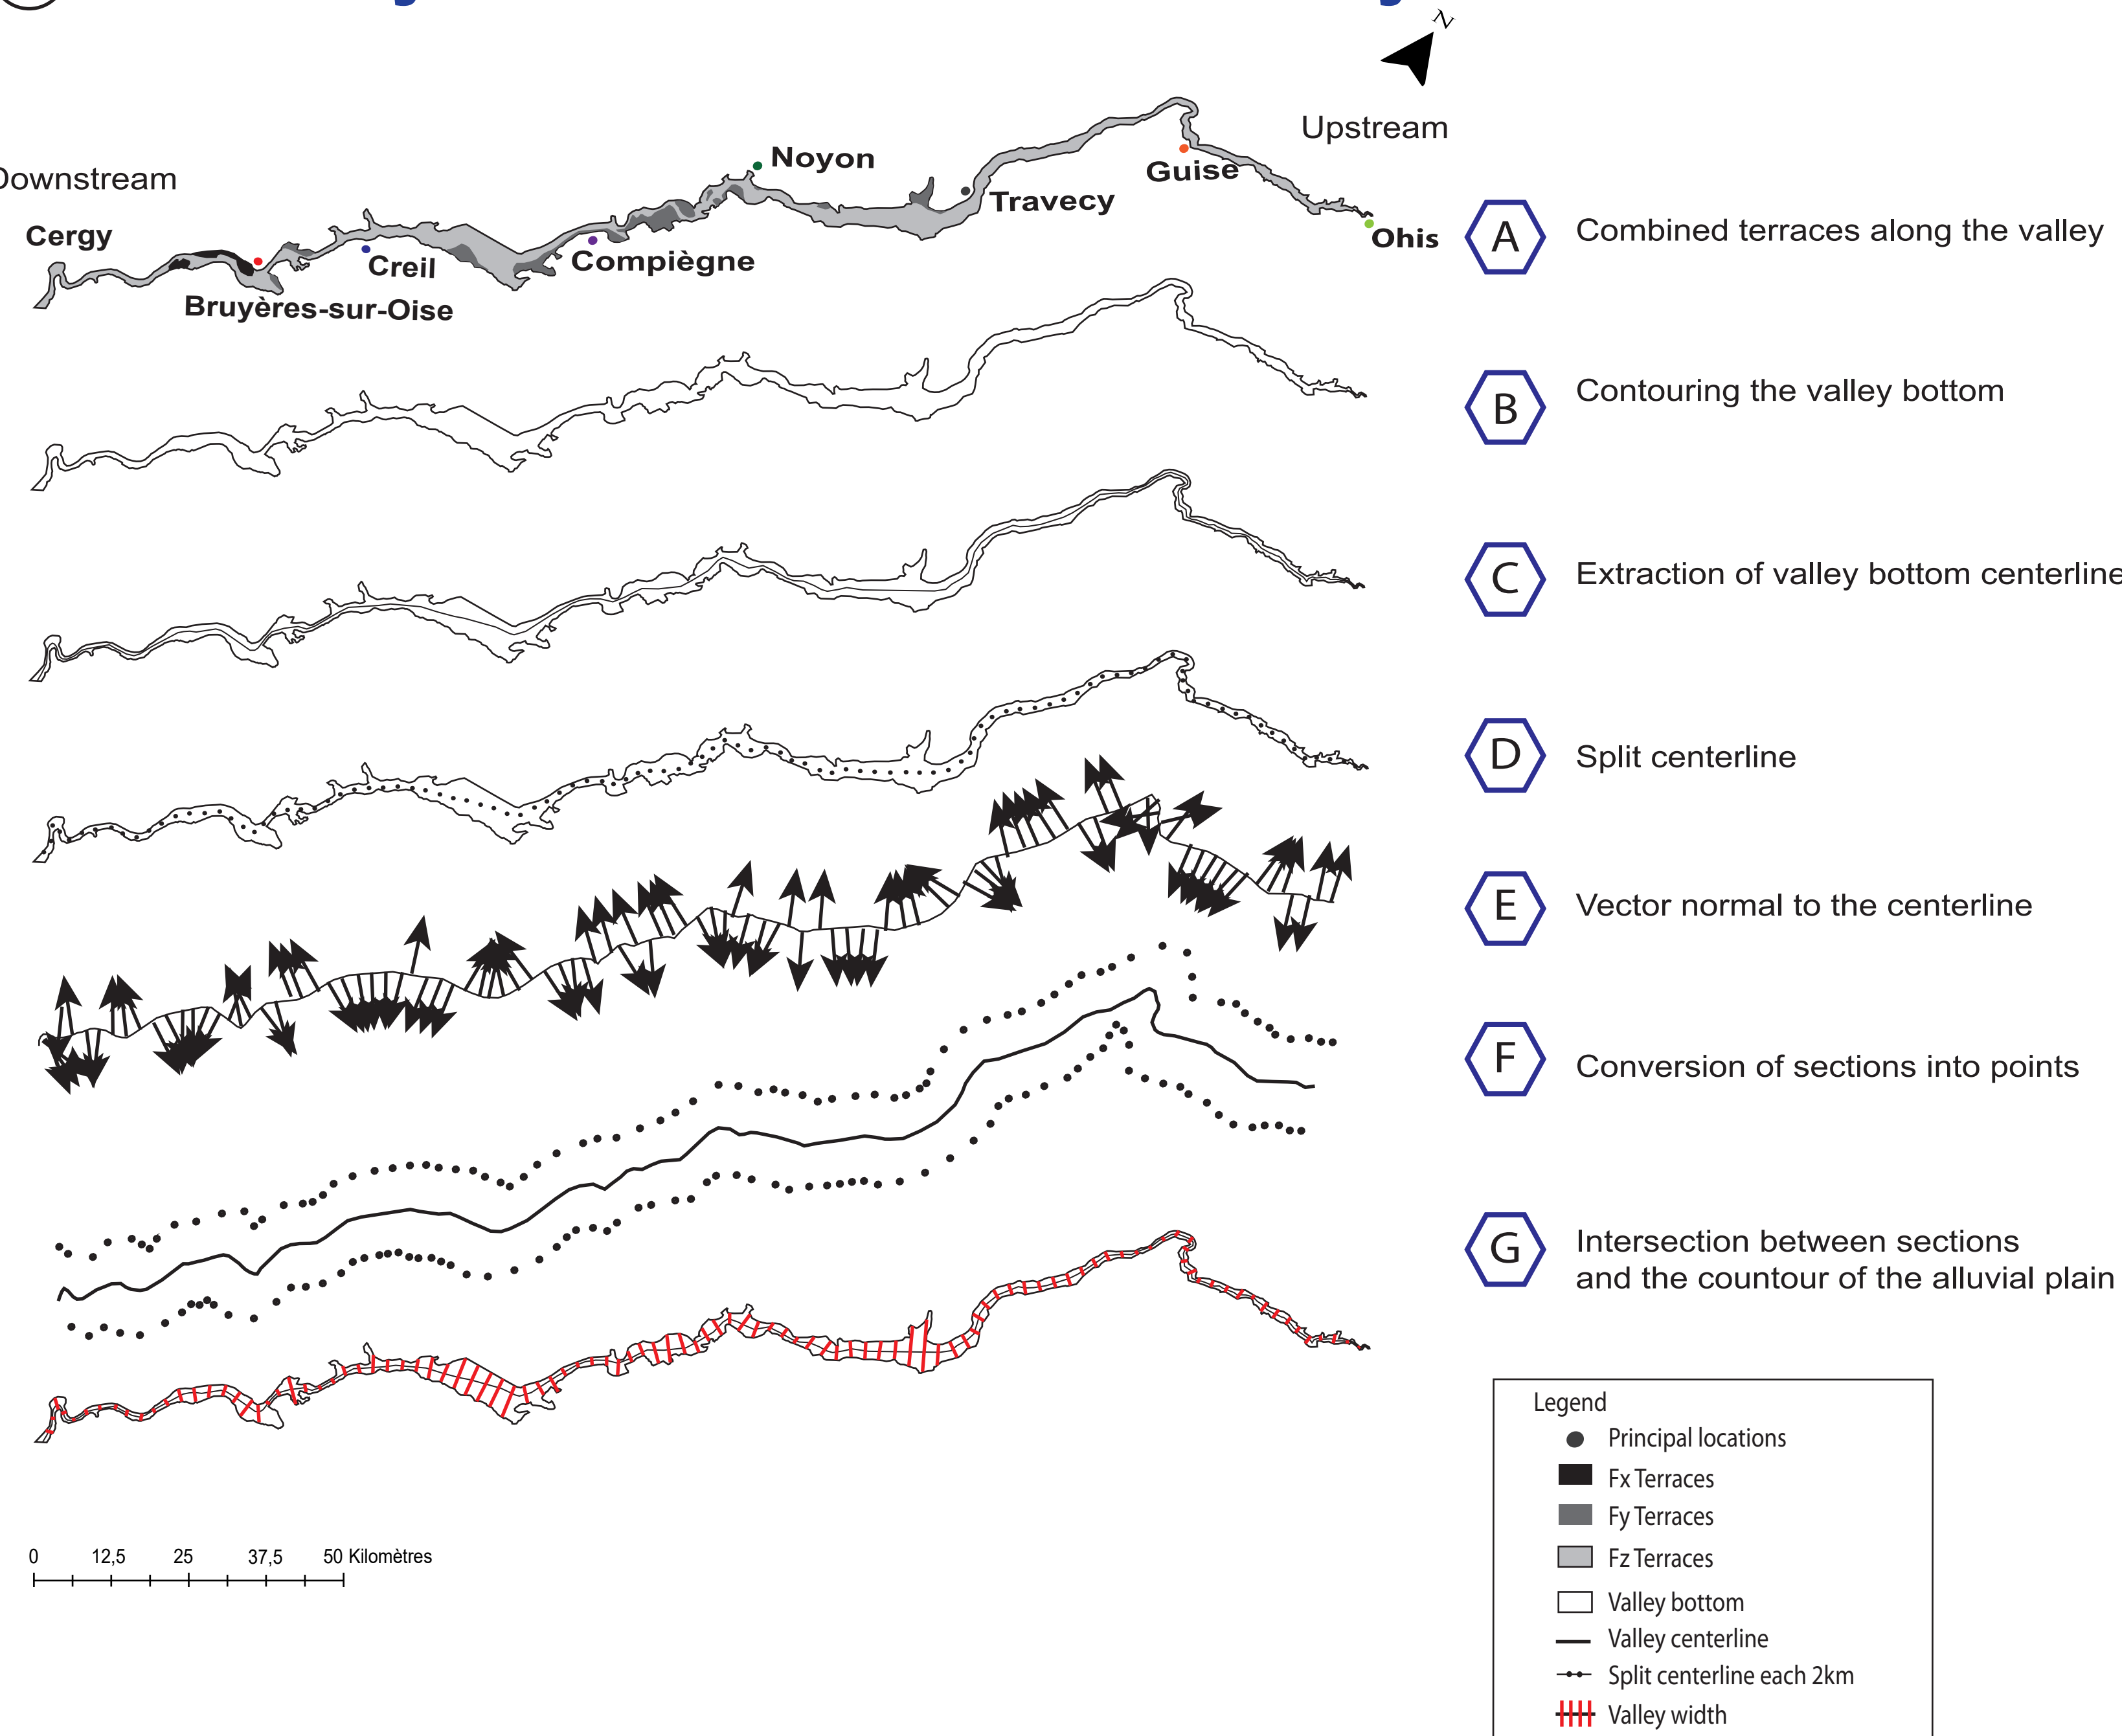 N
Upstream
Downstream
Noyon
Guise
Travecy
Cergy
Ohis
Creil
Compiègne
Bruyères-sur-Oise
A Combined terraces along the valley
B Contouring the valley bottom
C Extraction of valley bottom centerline
D Split centerline
E Vector normal to the centerline
F Conversion of sections into points
G Intersection between sections
and the countour of the alluvial plain
Legend
Principal locations
Fx Terraces
Fy Terraces
Fz Terraces
Valley bottom
Valley centerline
Split centerline each 2km
Valley width
0 12,5 25 37,5 50 Kilomètres